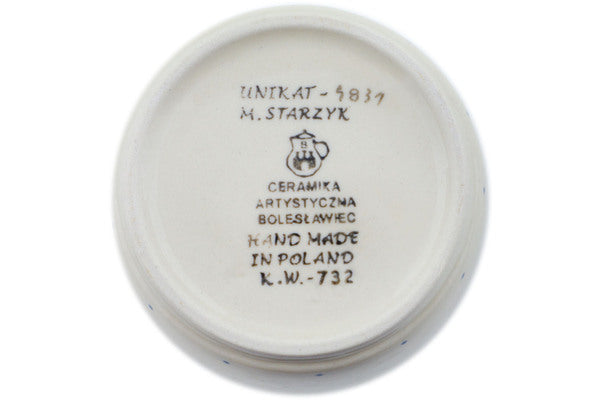 UNIKAT - 4831
M. STARZYK
B
CERAMIKA
ARTYSTYCZNA
BOLESŁAWIEC
HAND MADE
IN POLAND
K.W.-732